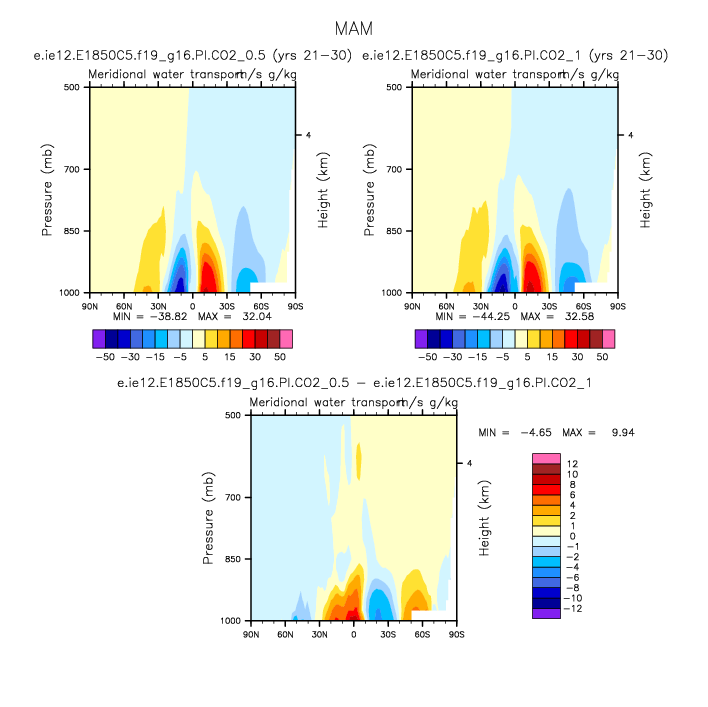 MAM
e.ie12.E1850C5.f19_g16.PI.CO2_0.5 (yrs 21-30) e.ie12.E1850C5.f19_g16.PI.CO2_1 (yrs 21-30)
Meridional water transport m/s g/kg Meridional water transport m/s g/kg
500 500
4 4
700 700
Pressure (mb) Height (km) Pressure (mb) Height (km)
850 850
1000 1000
90N 60N 30N 0 30S 60S 90S 90N 60N 30N 0 30S 60S 90S
MIN = -38.82 MAX = 32.04 MIN = -44.25 MAX = 32.58
-50 -30 -15 -5 5 15 30 50 -50 -30 -15 -5 5 15 30 50
e.ie12.E1850C5.f19_g16.PI.CO2_0.5 - e.ie12.E1850C5.f19_g16.PI.CO2_1
Meridional water transport m/s g/kg
500
MIN = -4.65 MAX = 9.94
4
700
Pressure (mb) Height (km)
850
1000
90N 60N 30N 0 30S 60S 90S
12
10
8
6
4
2
1
0
-1
-2
-4
-6
-8
-10
-12